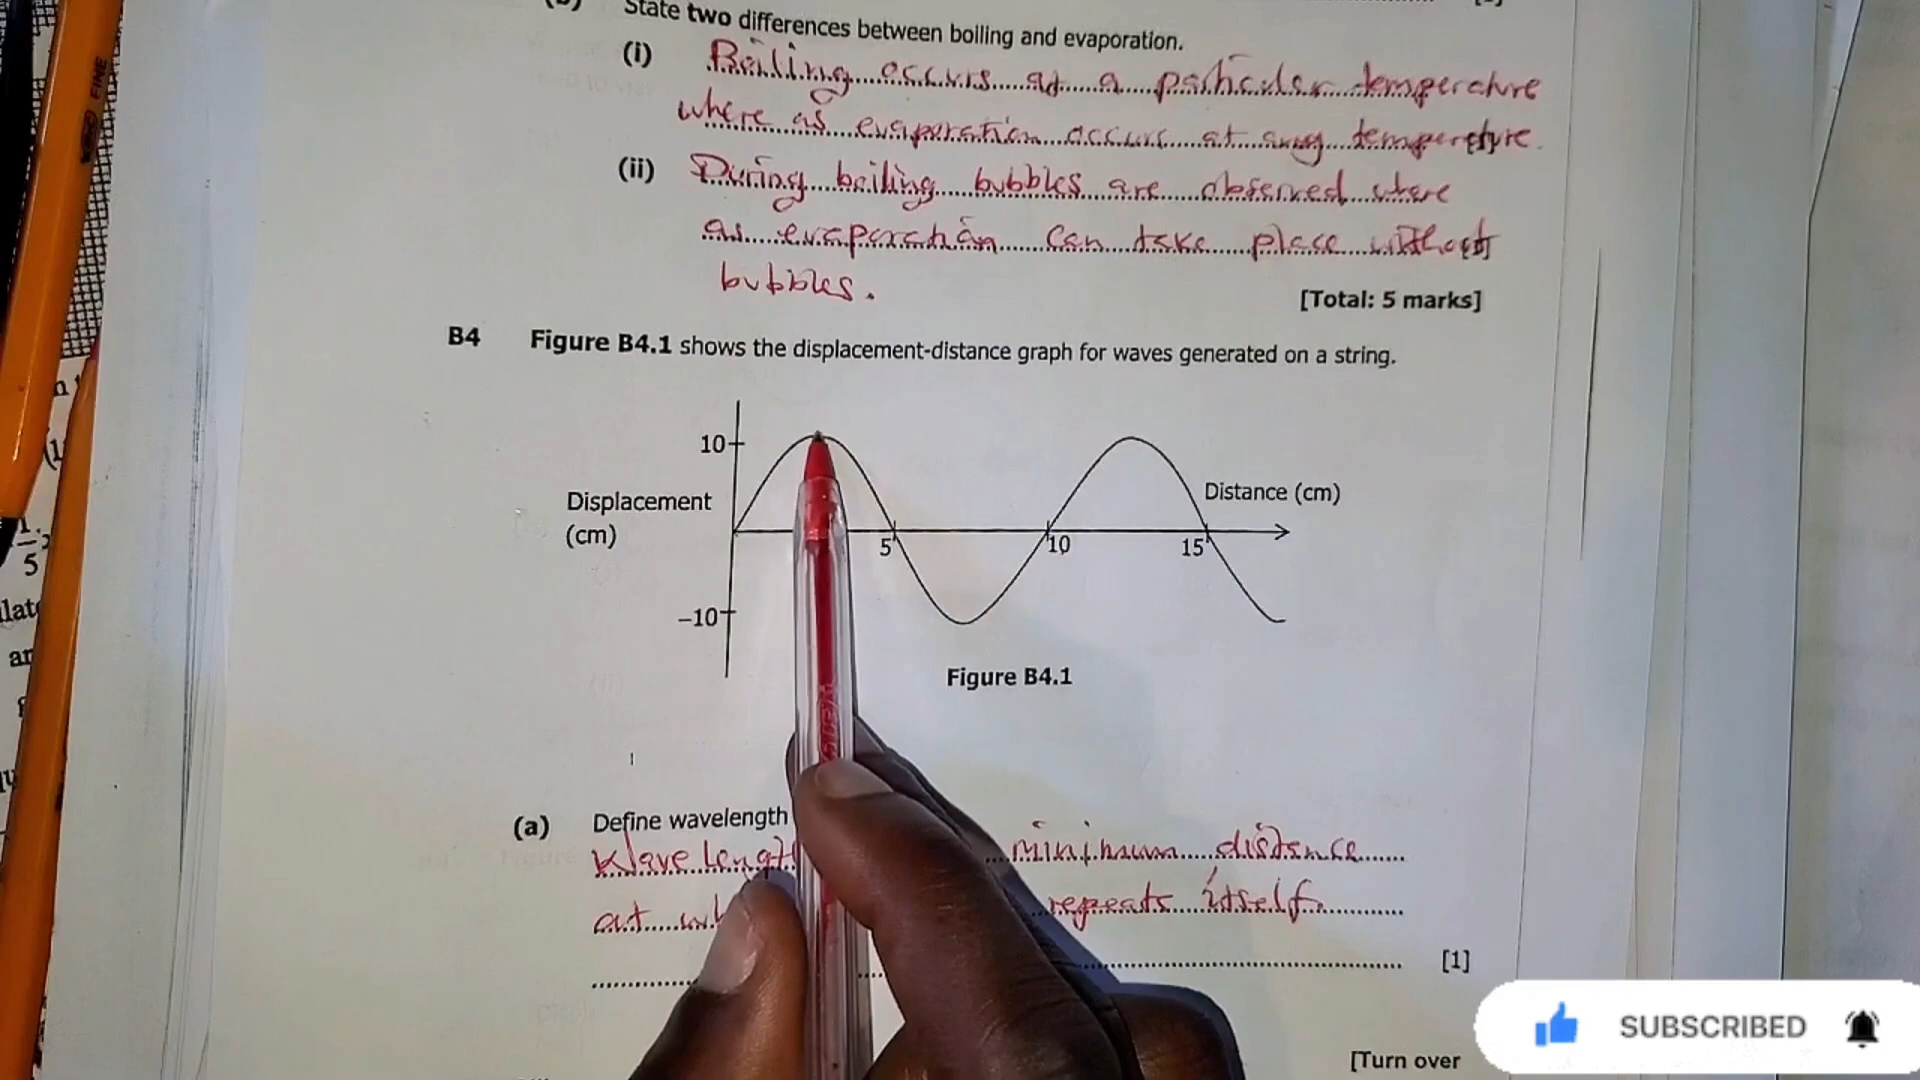 State two differences between boiling and evaporation.
(i) Boiling occurs at a particular temperature
where as evaporation occurs at any temperature.
(ii) During boiling bubbles are observed where
as evaporation can take place without
bubbles.
[Total: 5 marks]
B4 Figure B4.1 shows the displacement-distance graph for waves generated on a string.
10
Displacement
(cm)
Distance (cm)
5
10
15
–10
Figure B4.1
(a) Define wavelength
Wave length minimum distance
at repeats itself.
[1]
SUBSCRIBED
[Turn over
FINE
5